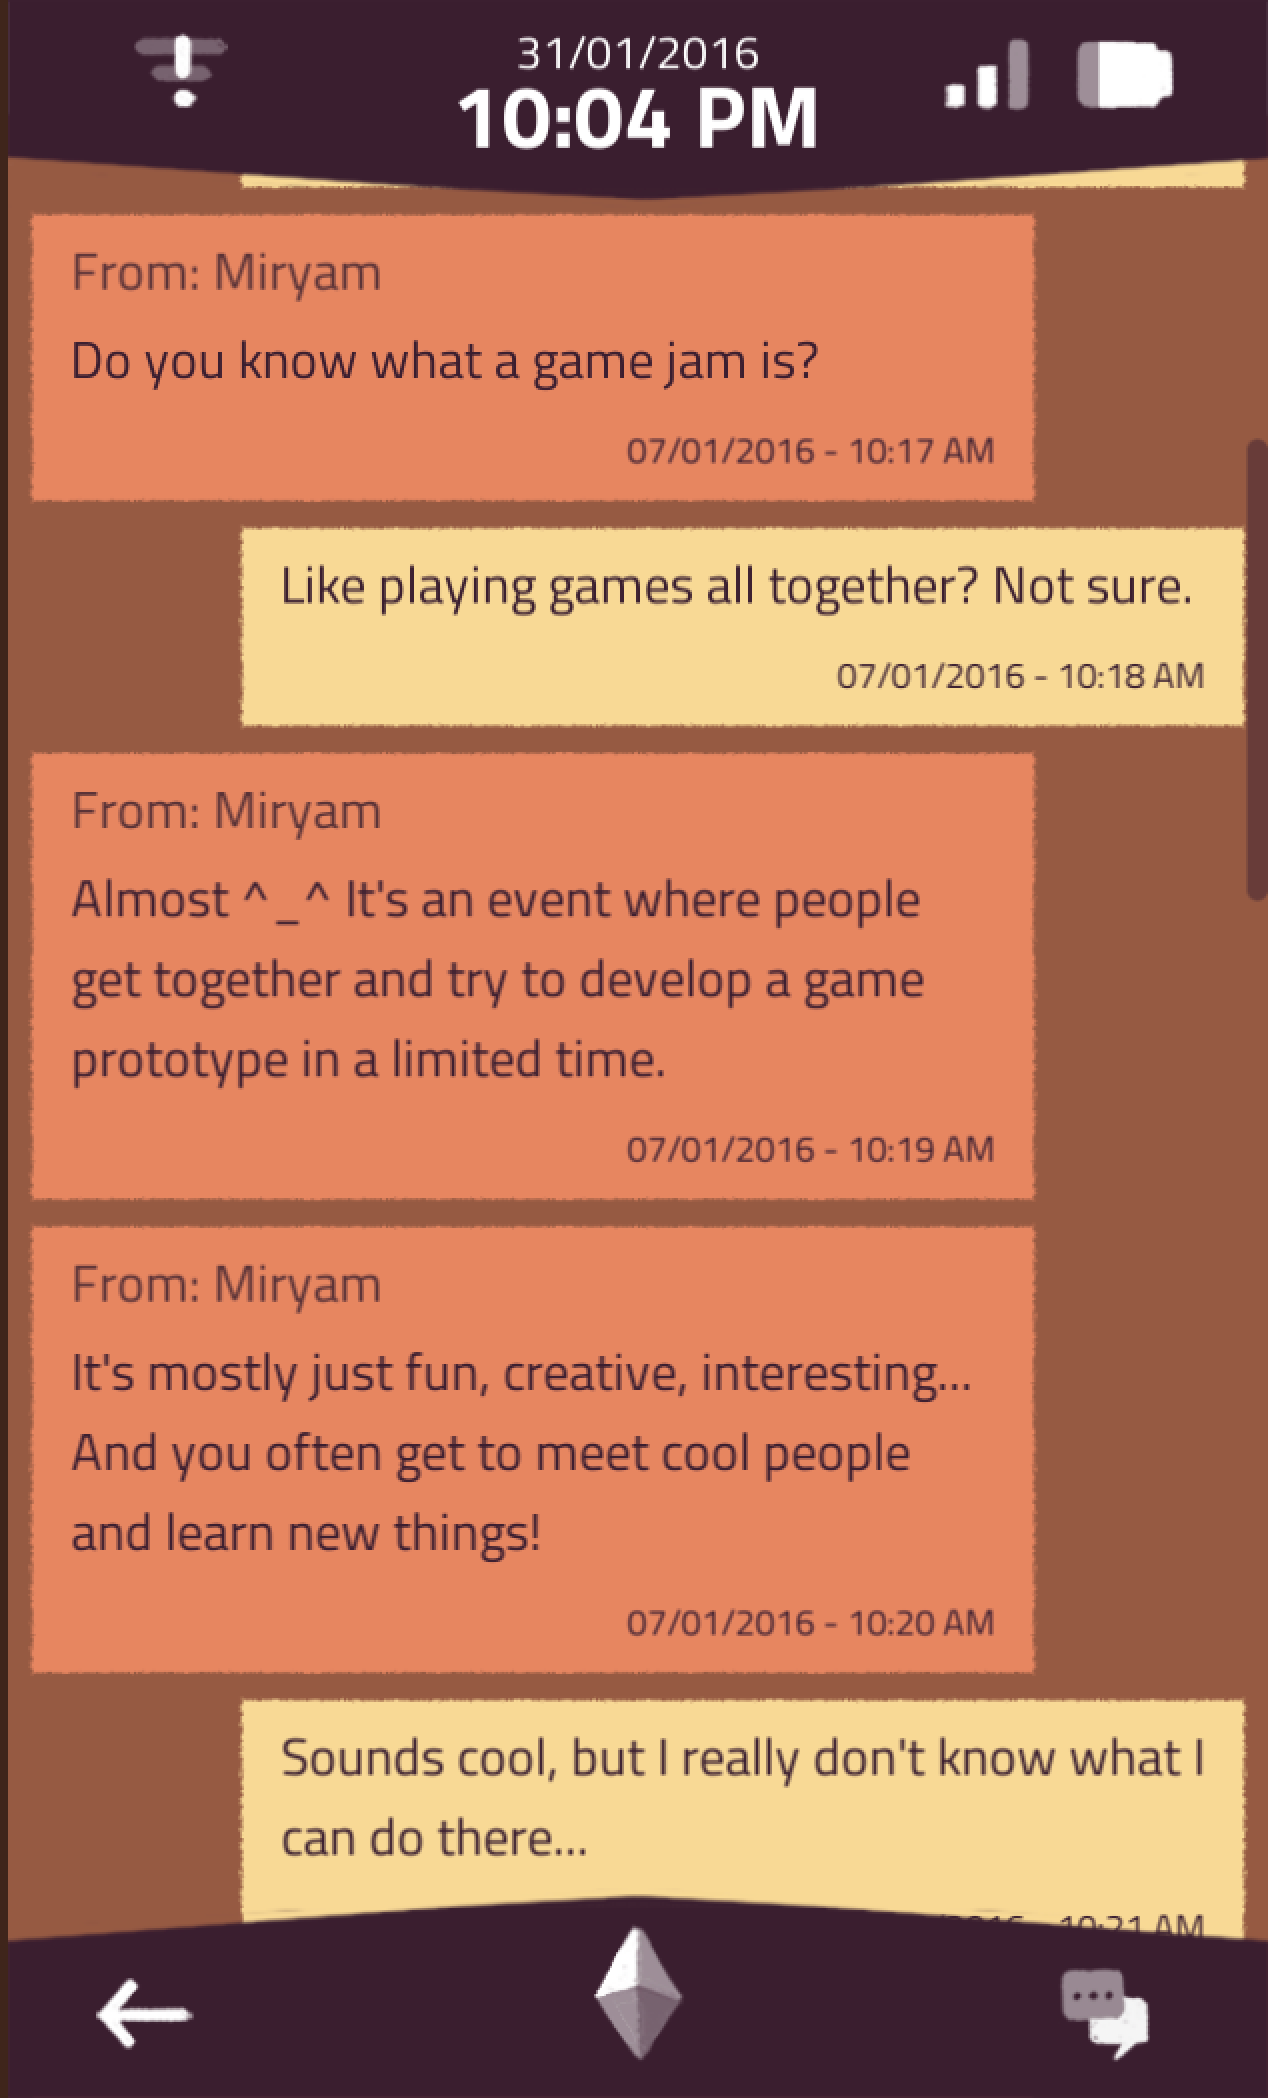 31/01/2016
10:04 PM
From: Miryam
Do you know what a game jam is?
07/01/2016 - 10:17 AM
Like playing games all together? Not sure.
07/01/2016 - 10:18 AM
From: Miryam
Almost ^_^ It's an event where people
get together and try to develop a game
prototype in a limited time.
07/01/2016 - 10:19 AM
From: Miryam
It's mostly just fun, creative, interesting...
And you often get to meet cool people
and learn new things!
07/01/2016 - 10:20 AM
Sounds cool, but I really don't know what I
can do there...
2016 - 10:21 AM